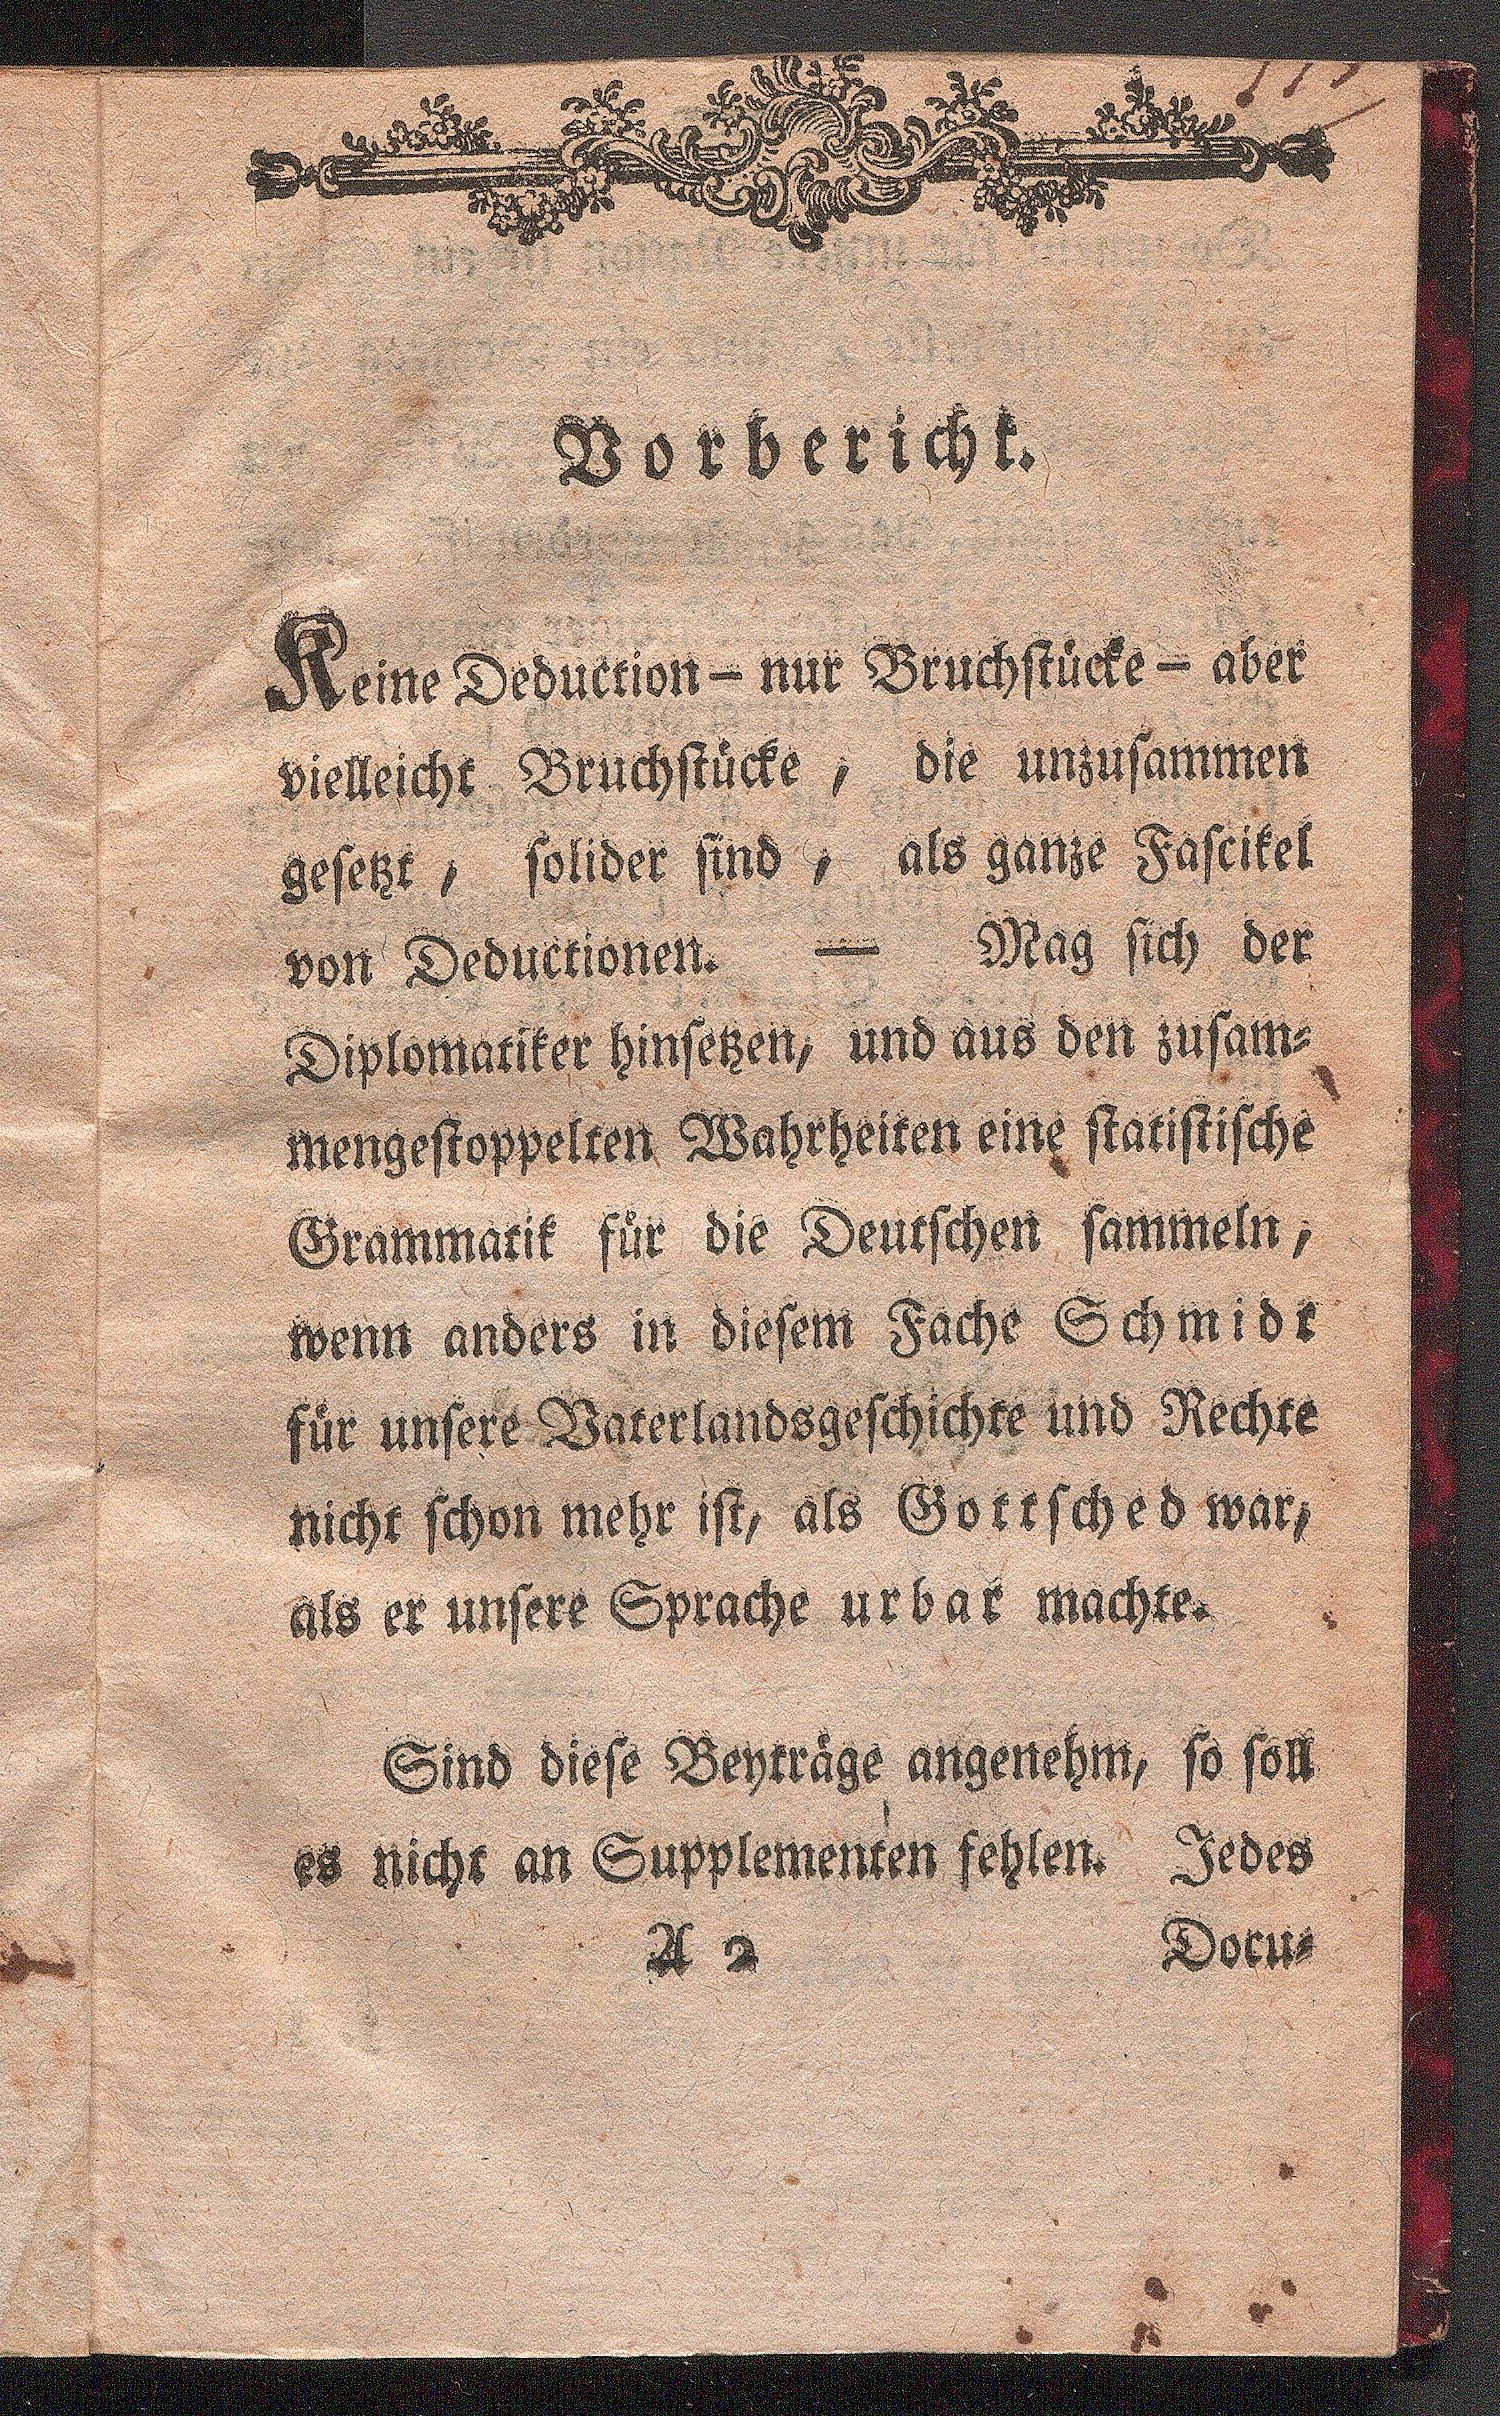 Vorbericht.
Keine Deduction — nur Bruchstücke — aber
vielleicht Bruchstücke, die unzusammen
gesetzt, solider sind, als ganze Fascikel
von Deductionen. — Mag sich der
Diplomatiker hinsetzen, und aus den zusam-
mengestoppelten Wahrheiten eine statistische
Grammatik für die Deutschen sammeln,
wenn anders in diesem Fache Schmidt
für unsere Vaterlandsgeschichte und Rechte
nicht schon mehr ist, als Gottsched war,
als er unsere Sprache urbar machte.
Sind diese Beyträge angenehm, so soll
es nicht an Supplementen fehlen. Jedes
A 2 Docu-